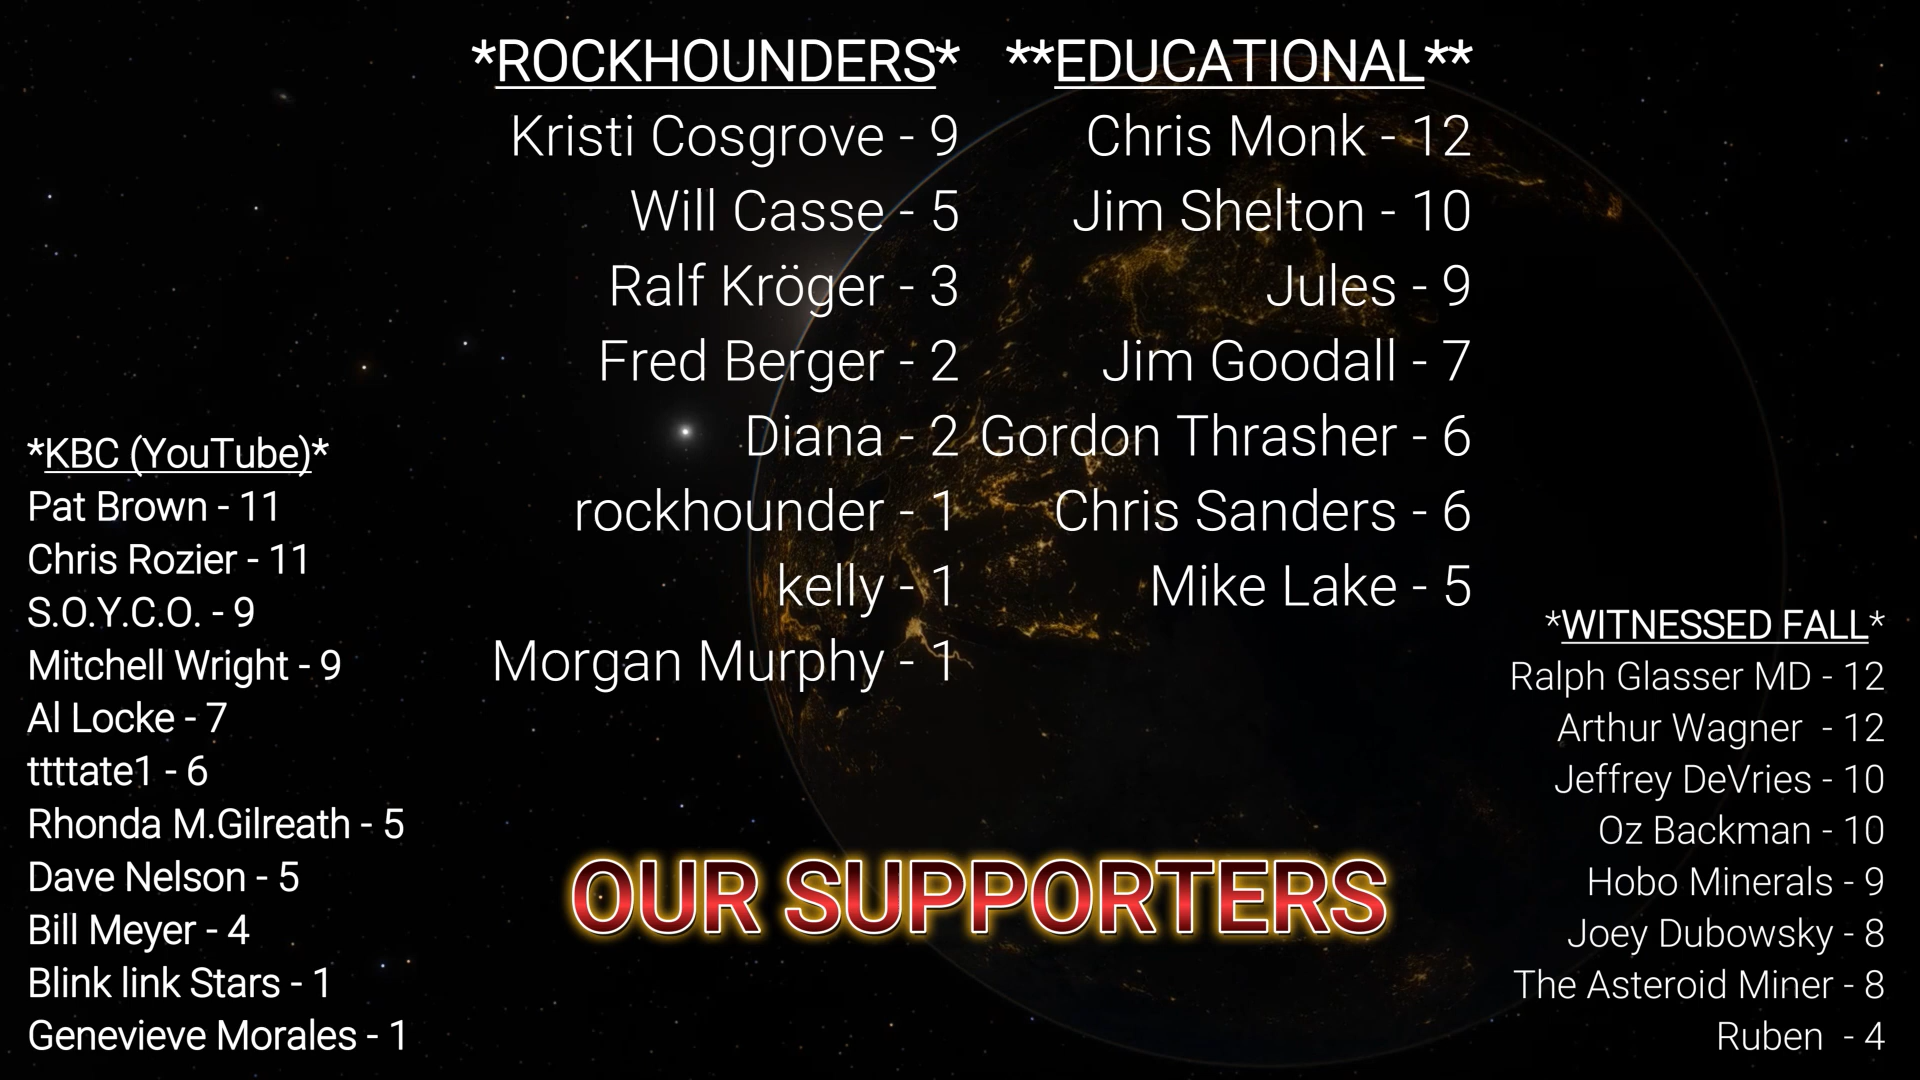 *ROCKHOUNDERS*
Kristi Cosgrove - 9
Will Casse - 5
Ralf Kröger - 3
Fred Berger - 2
Diana - 2
rockhounder - 1
kelly - 1
Morgan Murphy - 1
**EDUCATIONAL**
Chris Monk - 12
Jim Shelton - 10
Jules - 9
Jim Goodall - 7
Gordon Thrasher - 6
Chris Sanders - 6
Mike Lake - 5
*KBC (YouTube)*
Pat Brown - 11
Chris Rozier - 11
S.O.Y.C.O. - 9
Mitchell Wright - 9
Al Locke - 7
ttttate1 - 6
Rhonda M.Gilreath - 5
Dave Nelson - 5
Bill Meyer - 4
Blink link Stars - 1
Genevieve Morales - 1
*WITNESSED FALL*
Ralph Glasser MD - 12
Arthur Wagner  - 12
Jeffrey DeVries - 10
Oz Backman - 10
Hobo Minerals - 9
Joey Dubowsky - 8
The Asteroid Miner - 8
Ruben  - 4
OUR SUPPORTERS